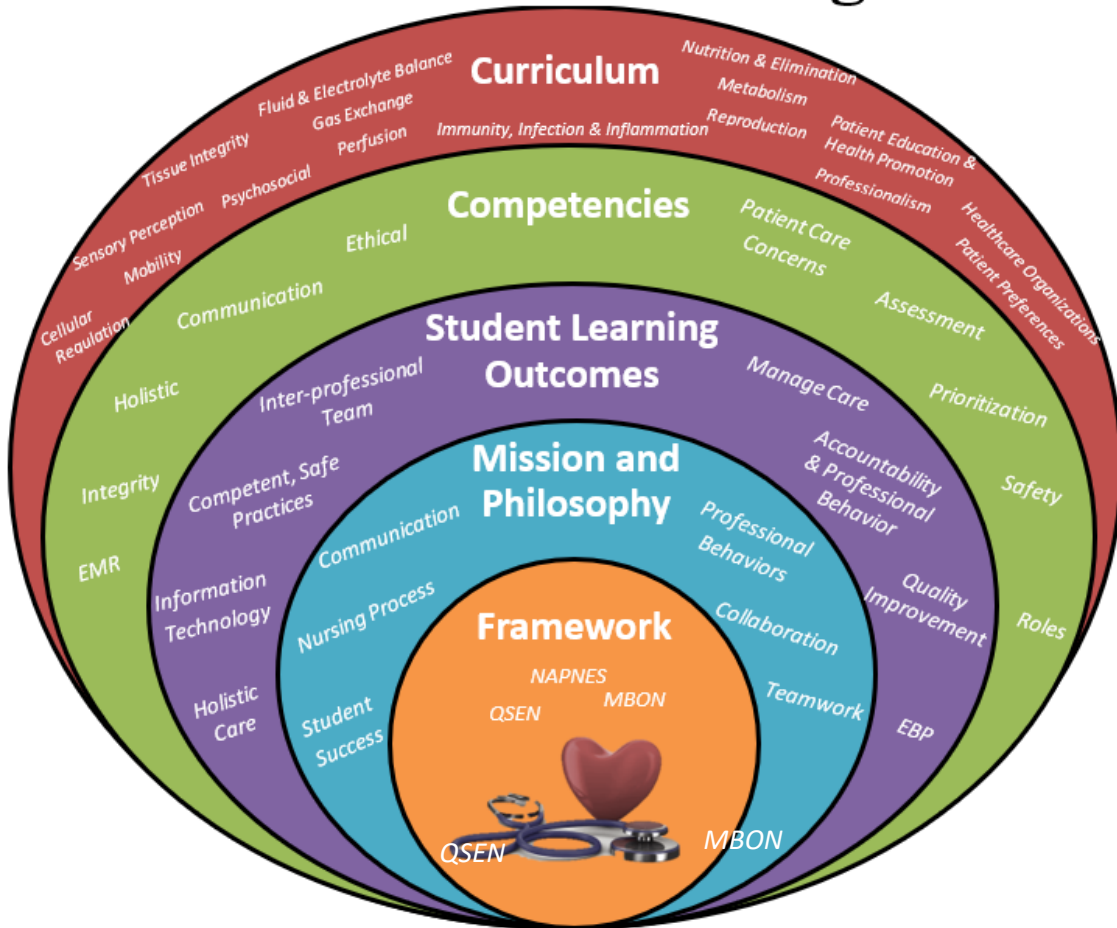 Curriculum
Fluid & Electrolyte Balance
Gas Exchange
Perfusion
Tissue Integrity
Psychosocial
Sensory Perception
Mobility
Cellular
Regulation
Immunity, Infection & Inflammation
Nutrition & Elimination
Metabolism
Reproduction
Patient Education &
Health Promotion
Professionalism
Healthcare Organizations
Patient Preferences
Competencies
Ethical
Communication
Holistic
Integrity
EMR
Patient Care
Concerns
Assessment
Prioritization
Safety
Roles
Student Learning
Outcomes
Inter-professional
Team
Competent, Safe
Practices
Information
Technology
Holistic
Care
Manage Care
Accountability
& Professional
Behavior
Quality
Improvement
EBP
Mission and
Philosophy
Communication
Nursing Process
Student
Success
Professional
Behaviors
Collaboration
Teamwork
Framework
NAPNES
QSEN
MBON
QSEN
MBON